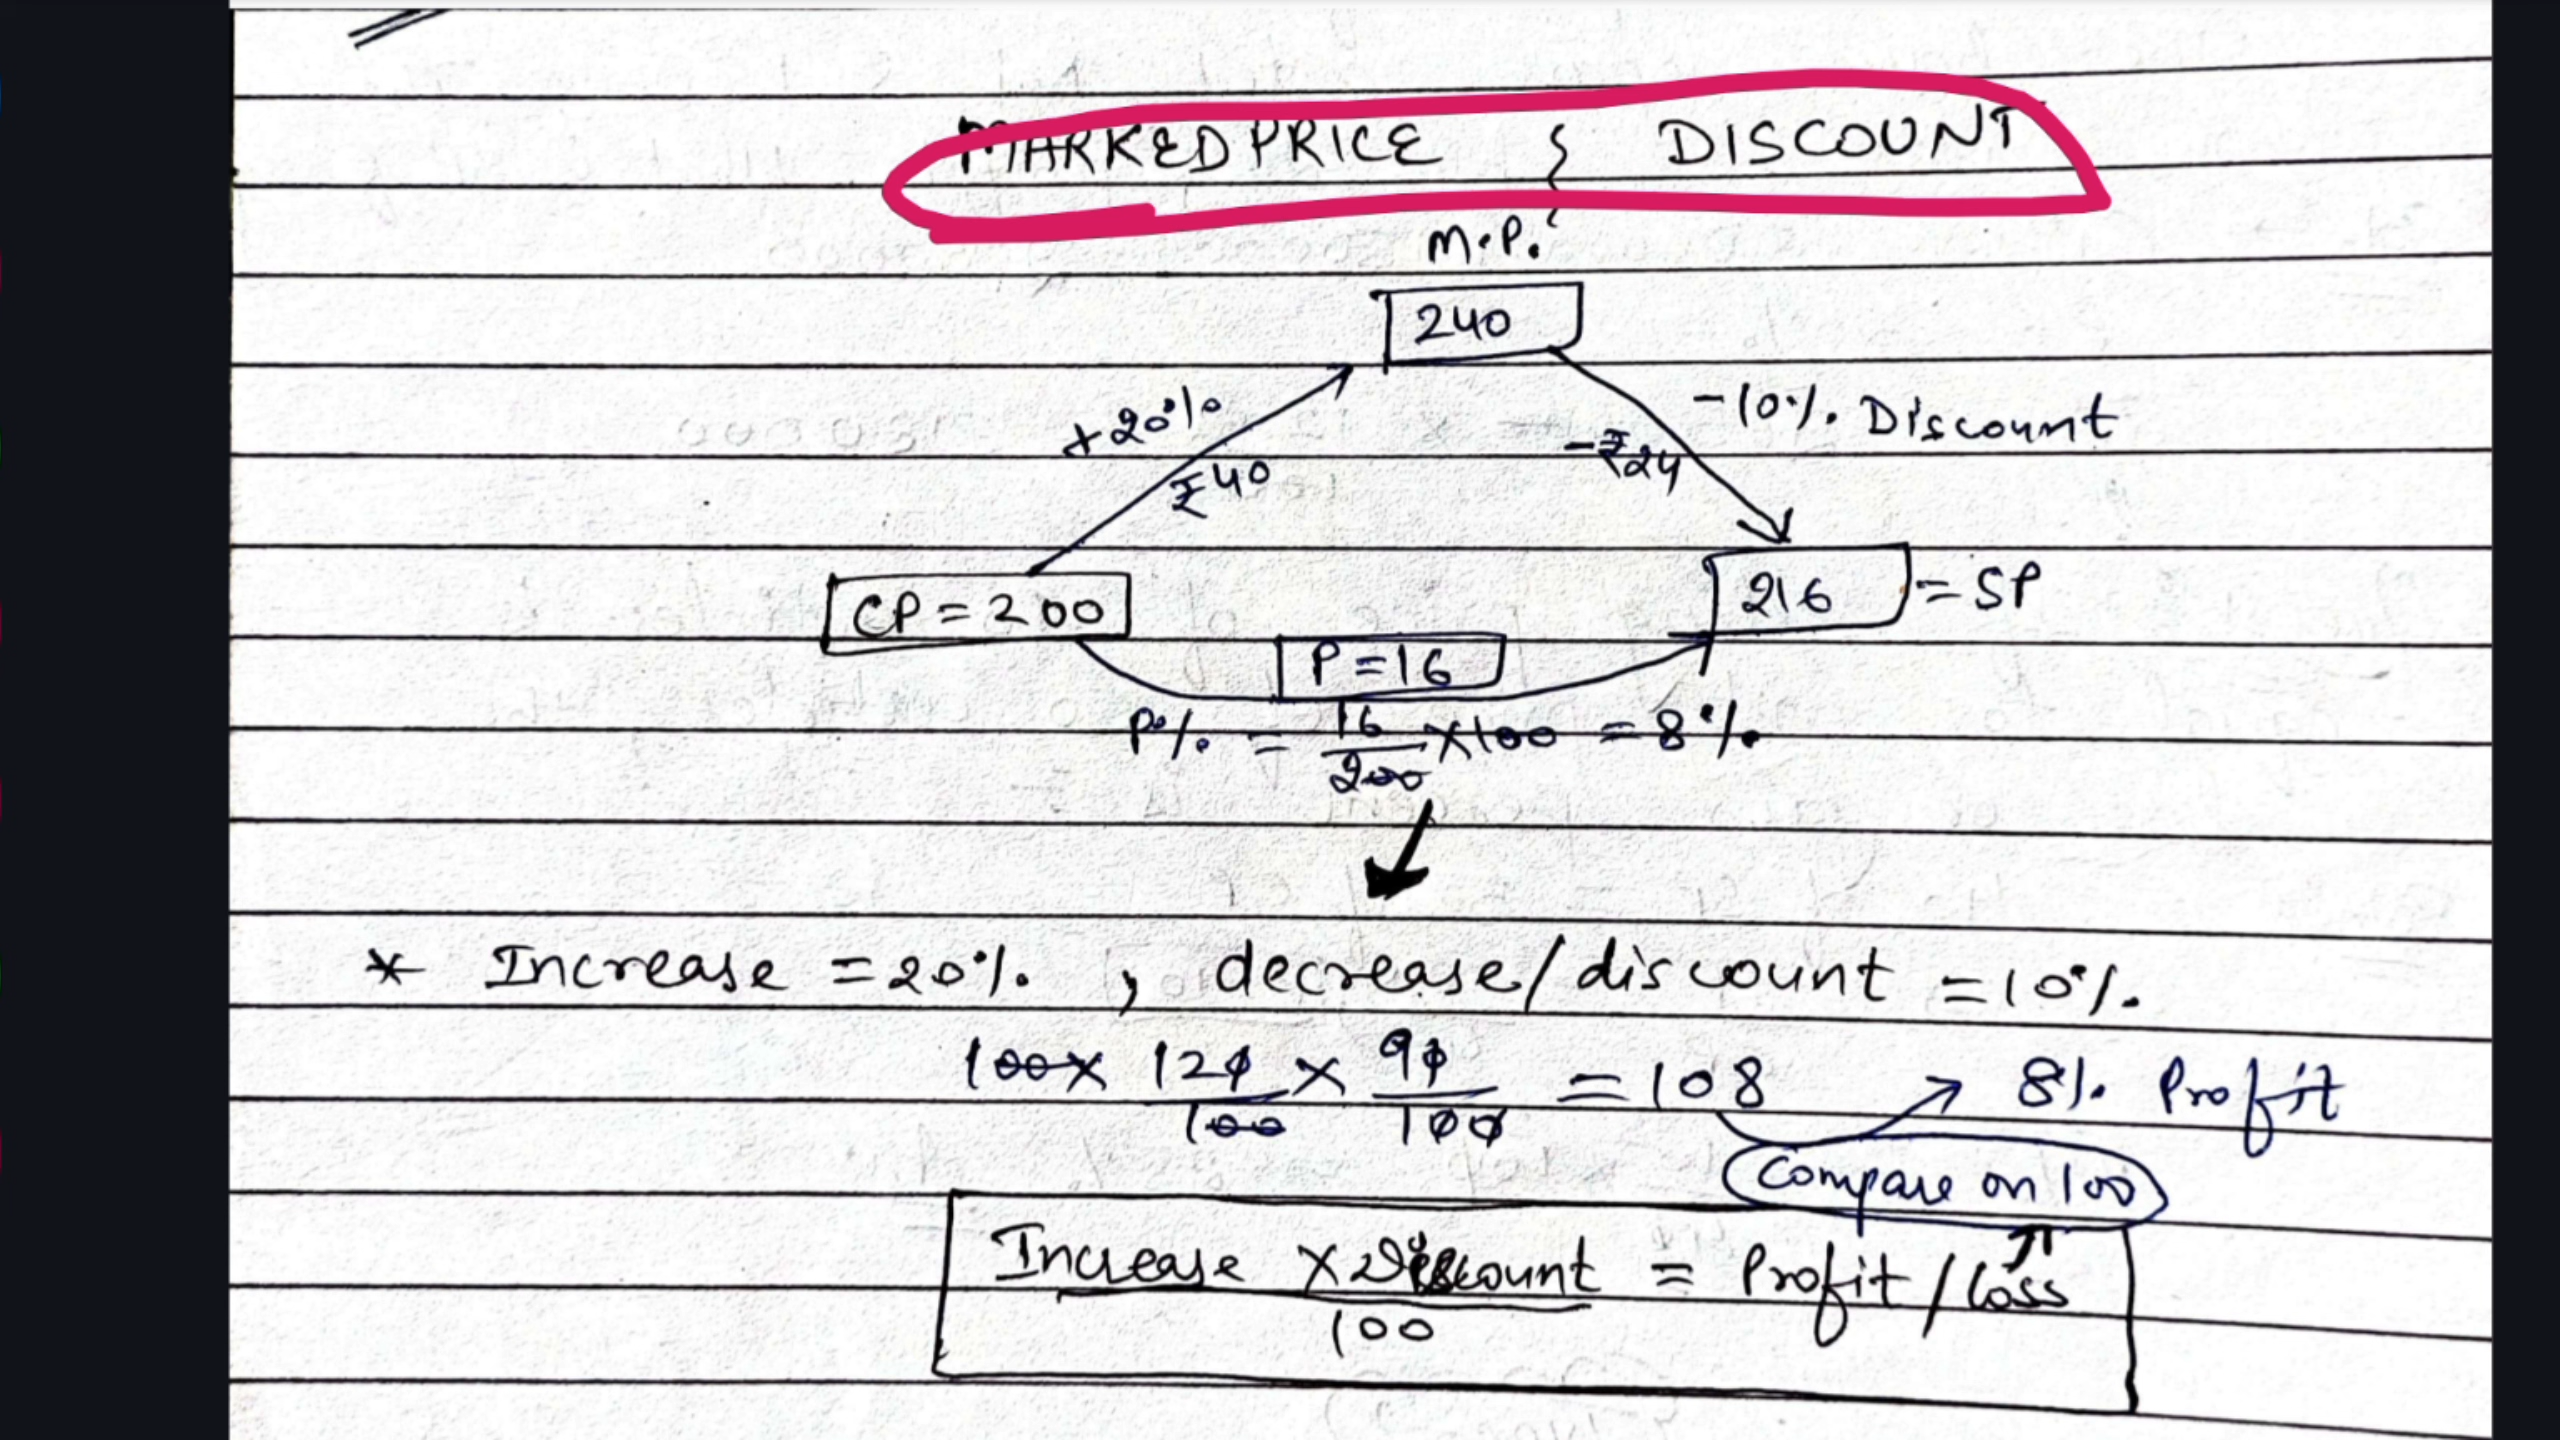 MARKED PRICE & DISCOUNT
M.P.
240
+20%
-10% Discount
₹40
-₹24
CP = 200
216 = SP
P = 16
P% = 16/200 ×100 = 8%
* Increase = 20% , decrease/discount = 10%.
100 × 120/100 × 90/100 = 108 → 8% Profit
Compare on 100
Increase × Discount / 100 = Profit / Loss